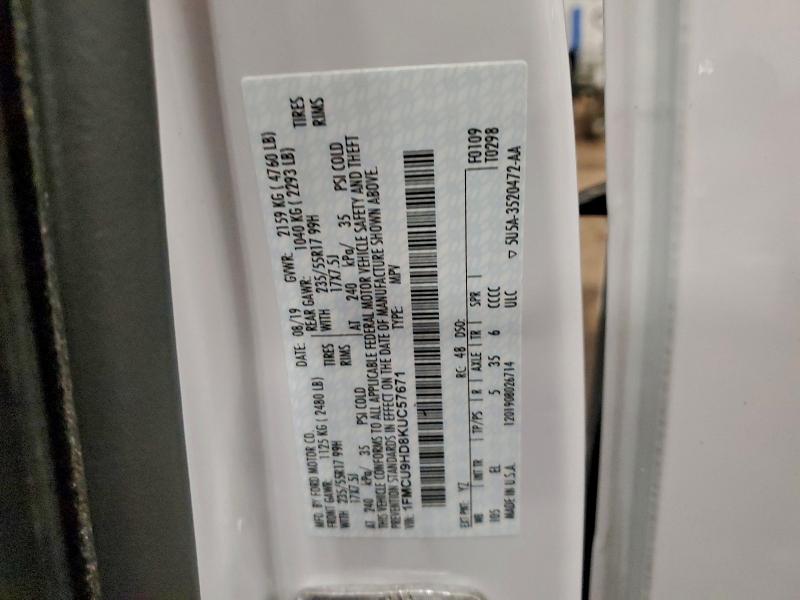 MFD. BY FORD MOTOR CO.
DATE: 08/19 GVWR: 2159 KG ( 4760 LB)
FRONT GAWR: 1125 KG ( 2480 LB) REAR GAWR: 1040 KG ( 2293 LB)
WITH 235/55R17 99H TIRES WITH 235/55R17 99H TIRES
17X7.5J RIMS 17X7.5J RIMS
AT 240 kPa/ 35 PSI COLD AT 240 kPa/ 35 PSI COLD
THIS VEHICLE CONFORMS TO ALL APPLICABLE FEDERAL MOTOR VEHICLE SAFETY AND THEFT
PREVENTION STANDARDS IN EFFECT ON THE DATE OF MANUFACTURE SHOWN ABOVE.
VIN: 1FMCU9HD8KUC57671 TYPE: MPV
F0109
T0298
EXT PNT: YZ RC: 48 DSO:
WB INT TR TP/PS R AXLE TR SPR
105 EL 5 35 6 CCCC
MADE IN U.S.A. 1201908026714 ULC
▽ 5U5A-3520472-AA